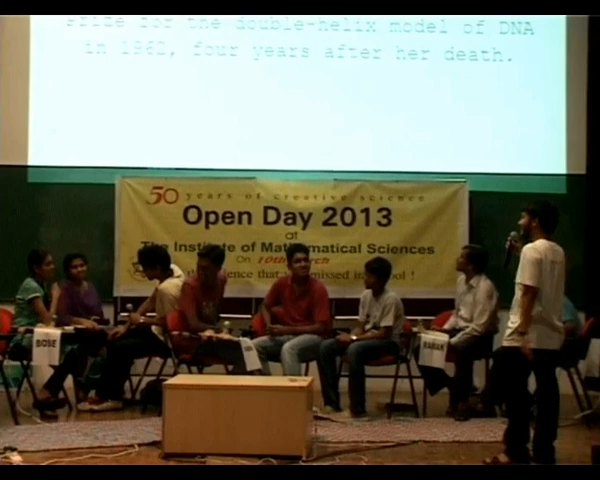 Prize for the double-helix model of DNA
in 1962, four years after her death.
50 years of creative science
Open Day 2013
at
The Institute of Mathematical Sciences
On 10th March
the science that missed in school !
BOSE
RAMAN